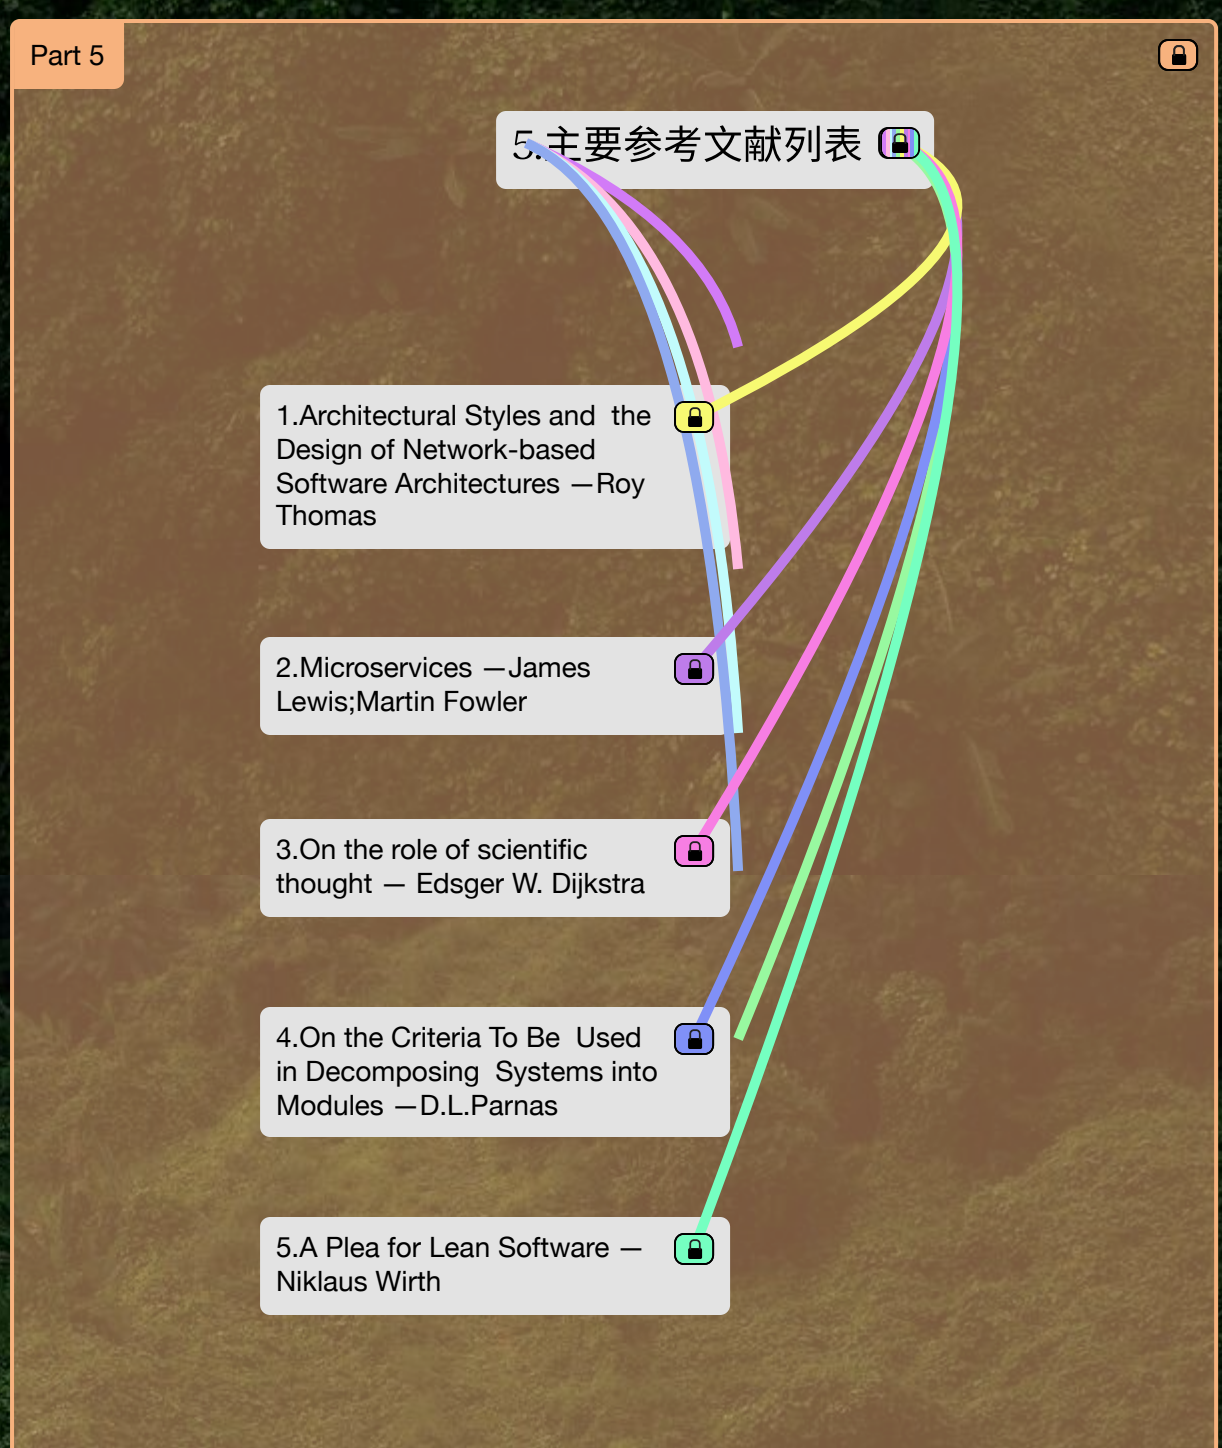 Part 5
5.主要参考文献列表
1.Architectural Styles and  the
Design of Network-based
Software Architectures —Roy
Thomas
2.Microservices —James
Lewis;Martin Fowler
3.On the role of scientific
thought — Edsger W. Dijkstra
4.On the Criteria To Be  Used
in Decomposing  Systems into
Modules —D.L.Parnas
5.A Plea for Lean Software —
Niklaus Wirth